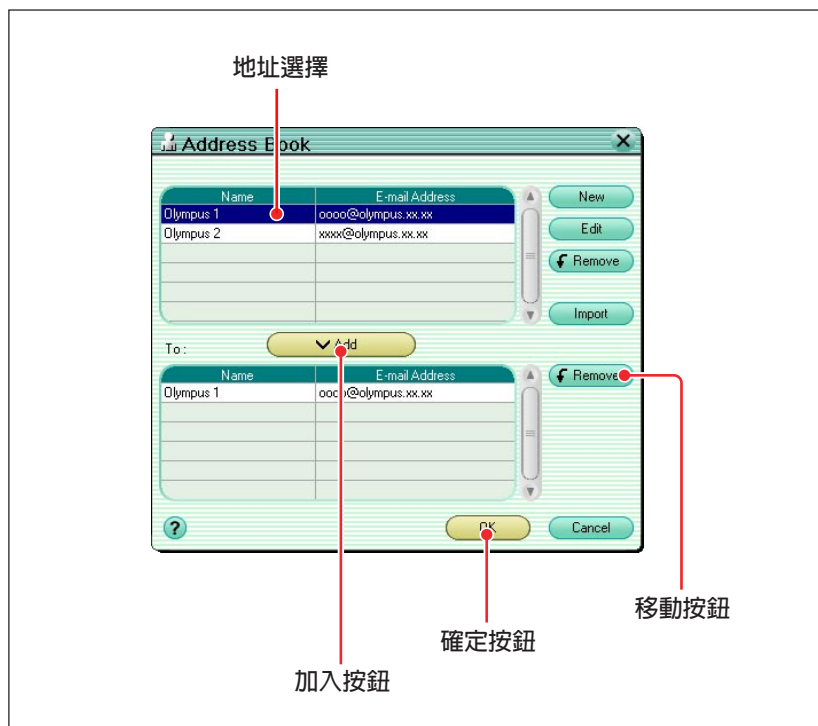 地址選擇
Address Book
Name E-mail Address
Olympus 1 oooo@olympus.xx.xx
Olympus 2 xxxx@olympus.xx.xx
New
Edit
Remove
Import
To:
Add
Name E-mail Address
Olympus 1 oooo@olympus.xx.xx
Remove
?
OK
Cancel
移動按鈕
確定按鈕
加入按鈕